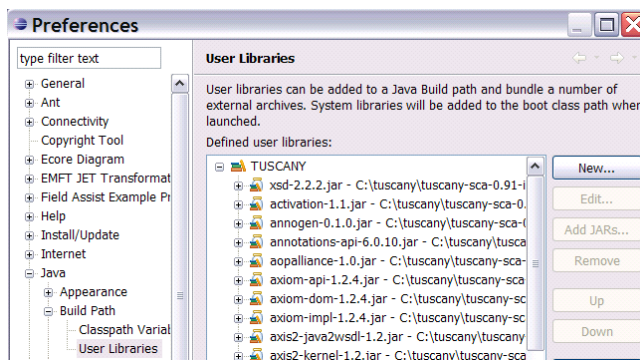 Preferences
type filter text
General
Ant
Connectivity
Copyright Tool
Ecore Diagram
EMFT JET Transformat
Field Assist Example Pr
Help
Install/Update
Internet
Java
Appearance
Build Path
Classpath Variab
User Libraries
User Libraries
User libraries can be added to a Java Build path and bundle a number of
external archives. System libraries will be added to the boot class path when
launched.
Defined user libraries:
TUSCANY
xsd-2.2.2.jar - C:\tuscany\tuscany-sca-0.91-i
activation-1.1.jar - C:\tuscany\tuscany-sca-0.
annogen-0.1.0.jar - C:\tuscany\tuscany-sca-(
annotations-api-6.0.10.jar - C:\tuscany\tusca
aopalliance-1.0.jar - C:\tuscany\tuscany-sca-
axiom-api-1.2.4.jar - C:\tuscany\tuscany-sca-
axiom-dom-1.2.4.jar - C:\tuscany\tuscany-sc
axiom-impl-1.2.4.jar - C:\tuscany\tuscany-sc
axis2-java2wsdl-1.2.jar - C:\tuscany\tuscany
axis2-kernel-1.2.jar - C:\tuscany\tuscany-sca
New...
Edit...
Add JARs...
Remove
Up
Down